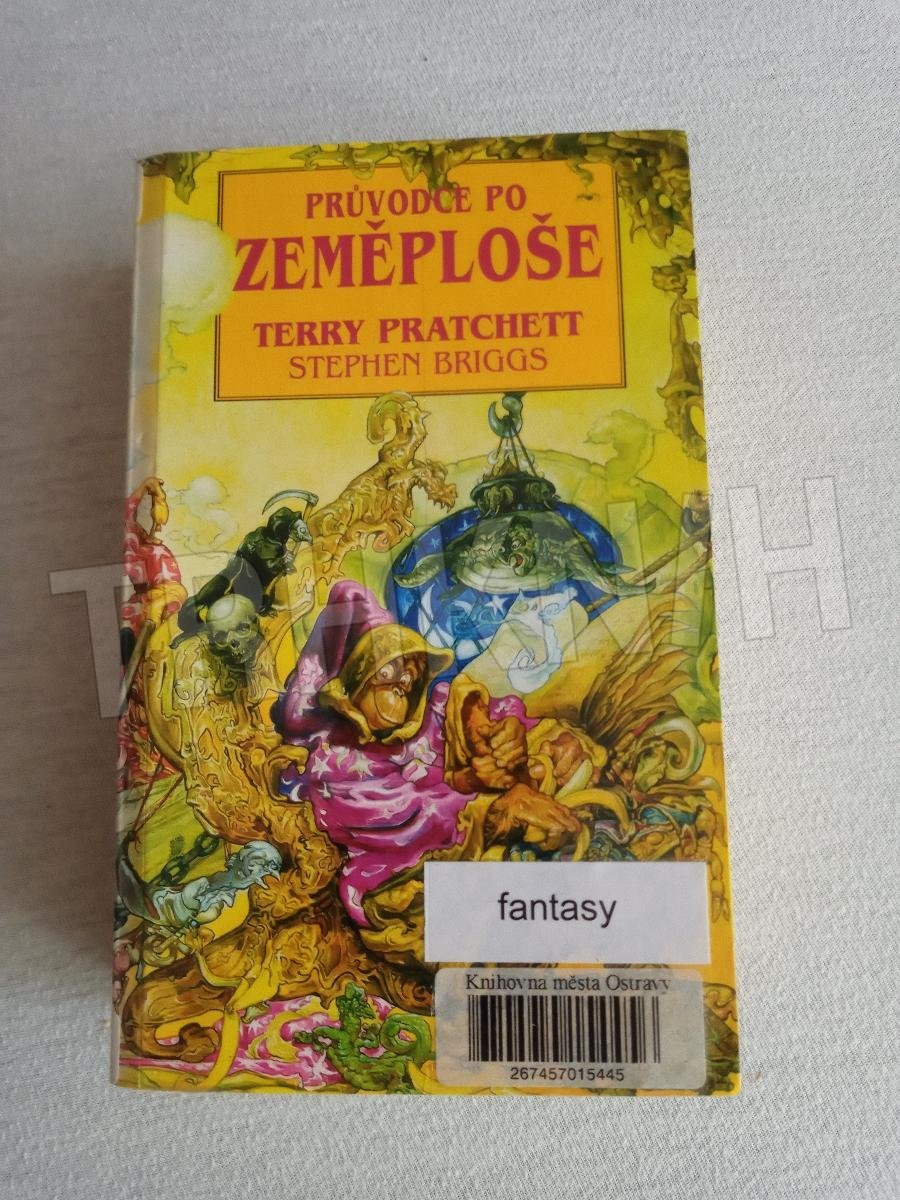 PRŮVODCE PO
ZEMĚPLOŠE
TERRY PRATCHETT
STEPHEN BRIGGS
fantasy
Knihovna města Ostravy
267457015445